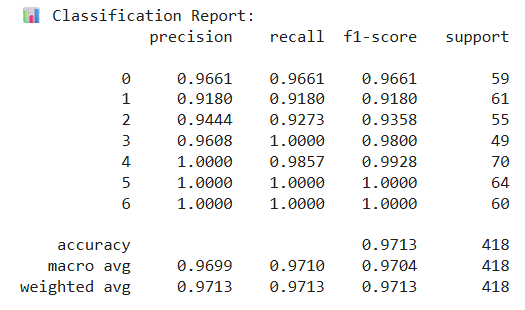 📊 Classification Report:
precision recall f1-score support
0 0.9661 0.9661 0.9661 59
1 0.9180 0.9180 0.9180 61
2 0.9444 0.9273 0.9358 55
3 0.9608 1.0000 0.9800 49
4 1.0000 0.9857 0.9928 70
5 1.0000 1.0000 1.0000 64
6 1.0000 1.0000 1.0000 60
accuracy 0.9713 418
macro avg 0.9699 0.9710 0.9704 418
weighted avg 0.9713 0.9713 0.9713 418